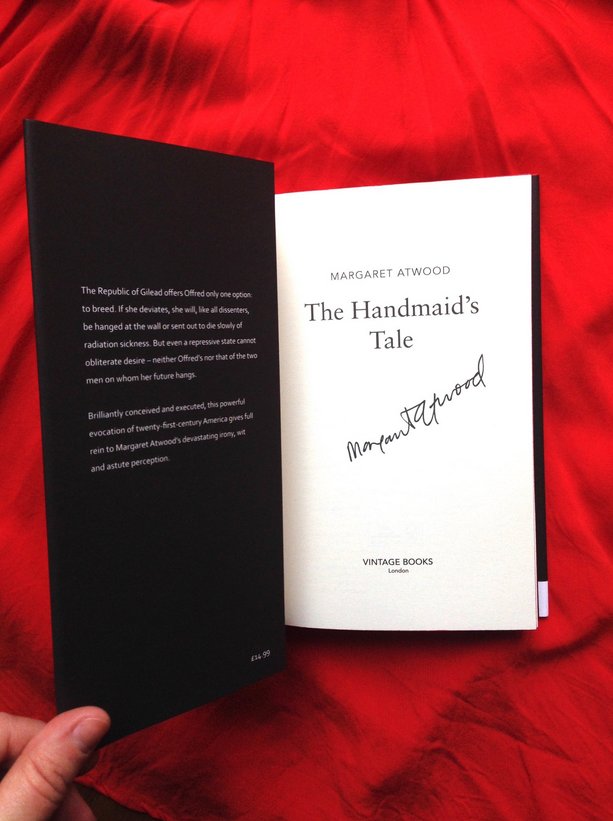 The Republic of Gilead offers Offred only one option:
to breed. If she deviates, she will, like all dissenters,
be hanged at the wall or sent out to die slowly of
radiation sickness. But even a repressive state cannot
obliterate desire – neither Offred's nor that of the two
men on whom her future hangs.
Brilliantly conceived and executed, this powerful
evocation of twenty-first-century America gives full
rein to Margaret Atwood's devastating irony, wit
and astute perception.
£14.99
MARGARET ATWOOD
The Handmaid's
Tale
Margaret Atwood
VINTAGE BOOKS
London